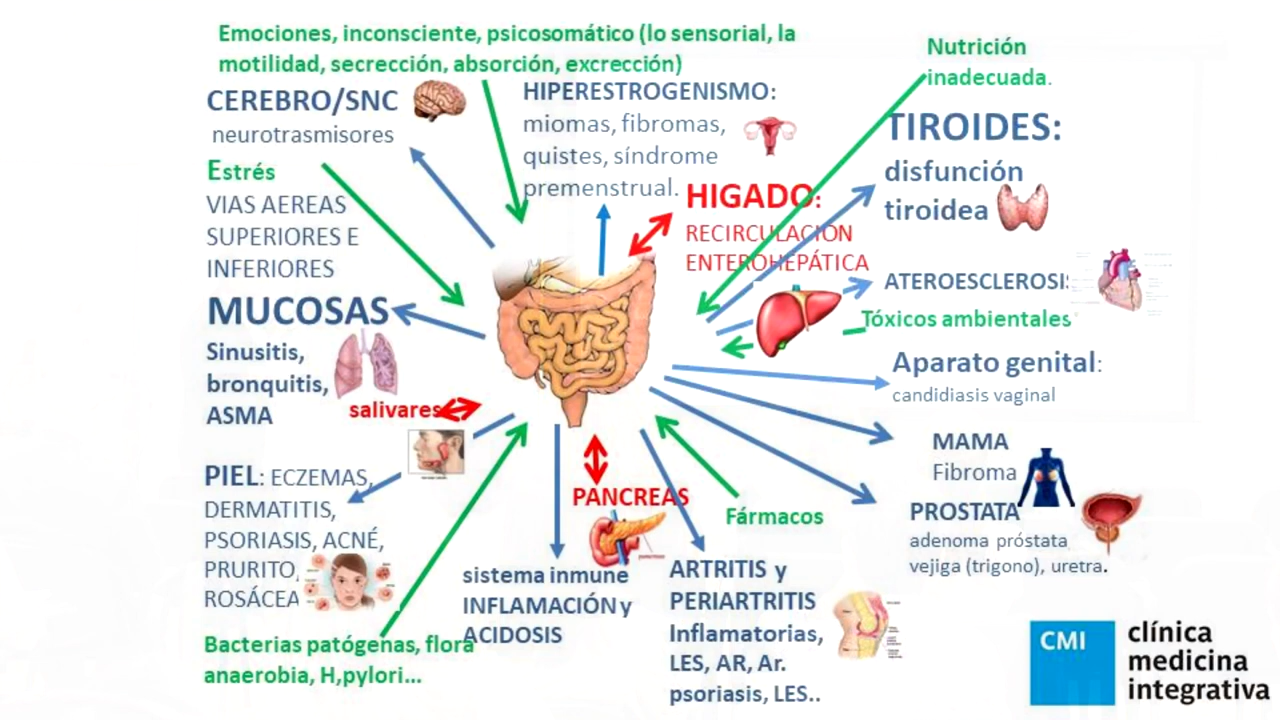 Emociones, inconsciente, psicosomático (lo sensorial, la
motilidad, secrección, absorción, excrección)
Nutrición
inadecuada.
CEREBRO/SNC
neurotrasmisores
HIPERESTROGENISMO:
miomas, fibromas,
quistes, síndrome
premenstrual.
TIROIDES:
disfunción
tiroidea
Estrés
VIAS AEREAS
SUPERIORES E
INFERIORES
HIGADO:
RECIRCULACIÓN
ENTEROHEPÁTICA
ATEROESCLEROSIS
Tóxicos ambientales
MUCOSAS
Sinusitis,
bronquitis,
ASMA
Aparato genital:
candidiasis vaginal
salivares
MAMA
Fibroma
PIEL: ECZEMAS,
DERMATITIS,
PSORIASIS, ACNÉ,
PRURITO,
ROSÁCEA
PANCREAS
Fármacos
PROSTATA
adenoma próstata
vejiga (trigono), uretra.
sistema inmune
INFLAMACIÓN y
ACIDOSIS
ARTRITIS y
PERIARTRITIS
Inflamatorias,
LES, AR, Ar.
psoriasis, LES..
Bacterias patógenas, flora
anaerobia, H,pylori...
CMI
clínica
medicina
integrativa